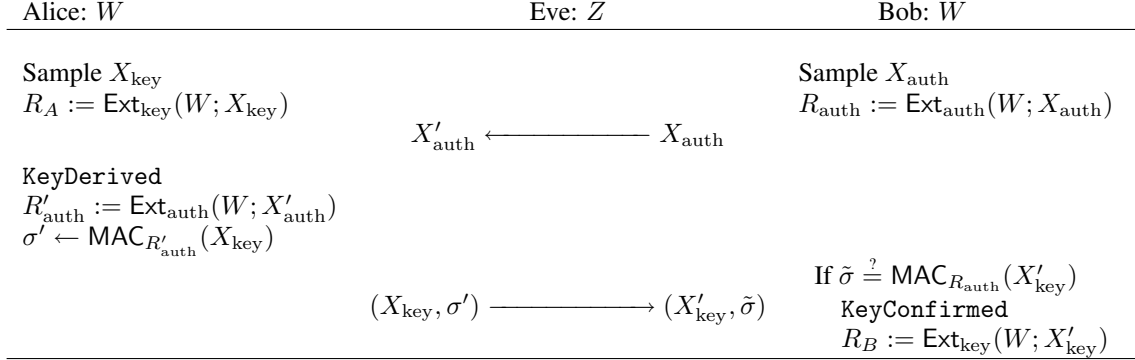 Alice: W Eve: Z Bob: W
Sample X_key Sample X_auth
R_A := Ext_key(W; X_key) R_auth := Ext_auth(W; X_auth)
X′_auth ←—— X_auth
KeyDerived
R′_auth := Ext_auth(W; X′_auth)
σ′ ← MAC_{R′_auth}(X_key)
If σ̃ ≟ MAC_{R_auth}(X′_key)
(X_key, σ′) ——→ (X′_key, σ̃) KeyConfirmed
R_B := Ext_key(W; X′_key)